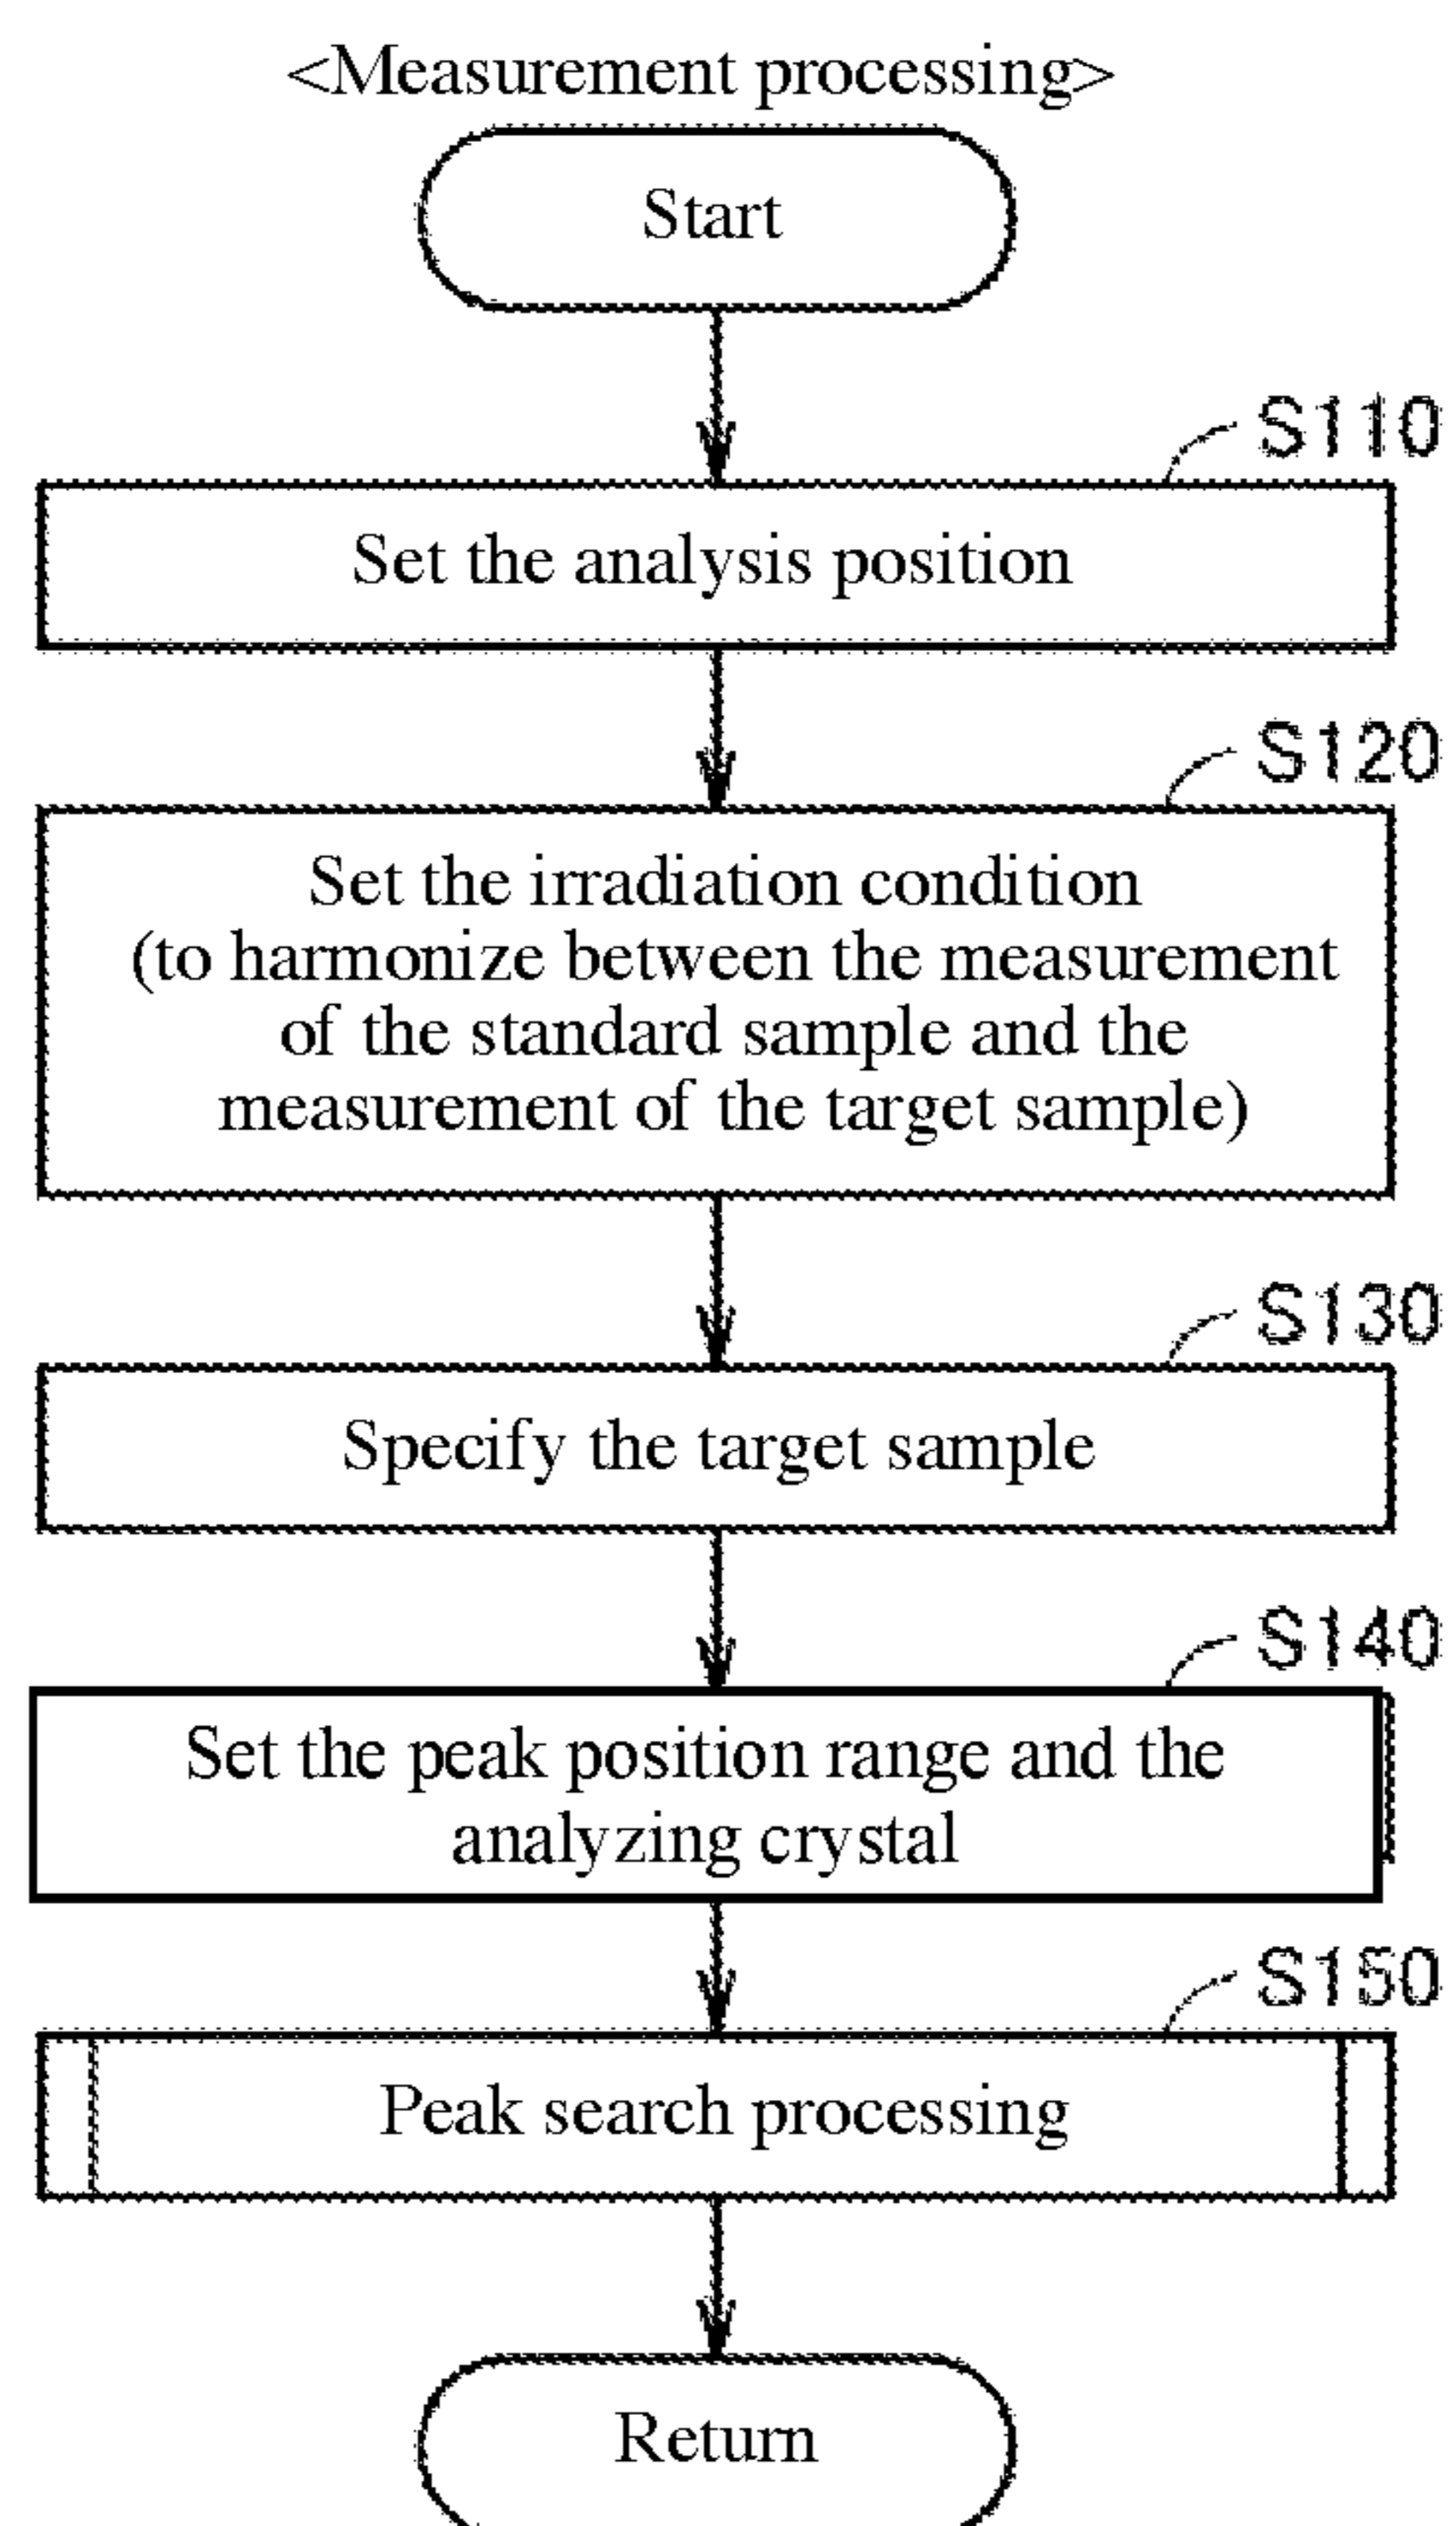 <Measurement processing>
Start
S110
Set the analysis position
S120
Set the irradiation condition
(to harmonize between the measurement
of the standard sample and the
measurement of the target sample)
S130
Specify the target sample
S140
Set the peak position range and the
analyzing crystal
S150
Peak search processing
Return